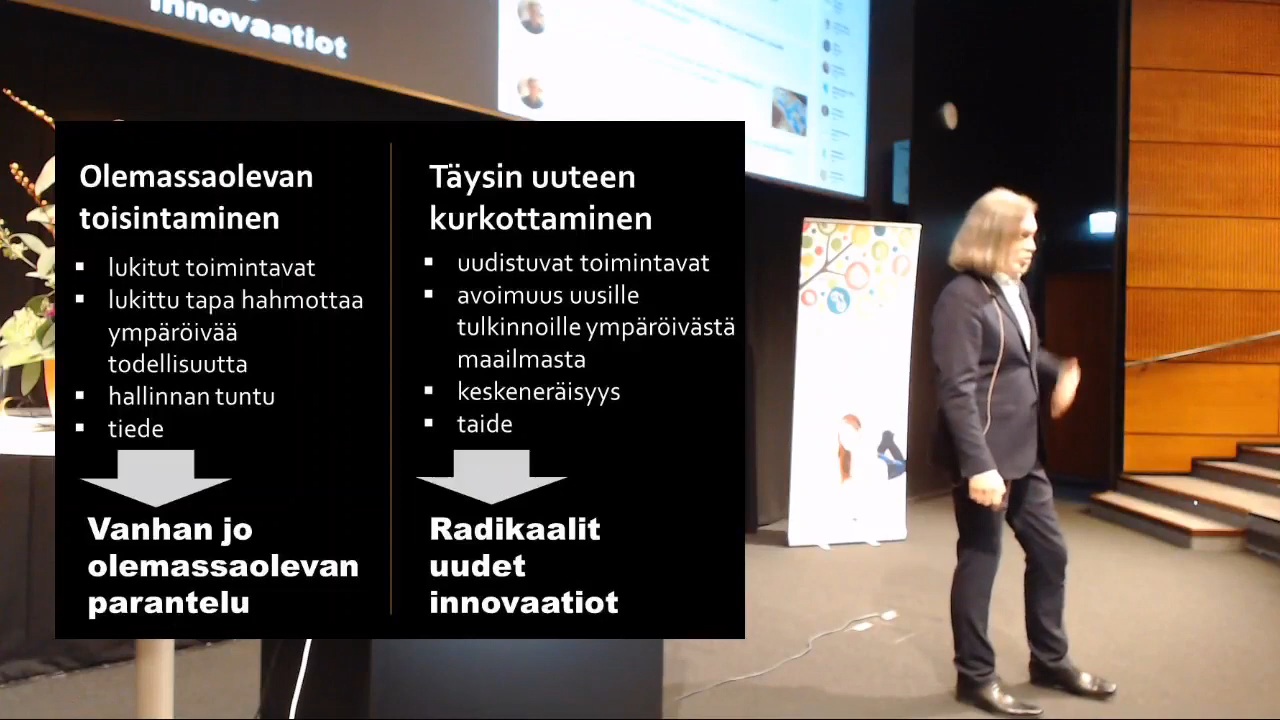 innovaatiot
Olemassaolevan
toisintaminen
▪ lukitut toimintavat
▪ lukittu tapa hahmottaa
ympäröivää
todellisuutta
▪ hallinnan tuntu
▪ tiede
Vanhan jo
olemassaolevan
parantelu
Täysin uuteen
kurkottaminen
▪ uudistuvat toimintavat
▪ avoimuus uusille
tulkinnoille ympäröivästä
maailmasta
▪ keskeneräisyys
▪ taide
Radikaalit
uudet
innovaatiot